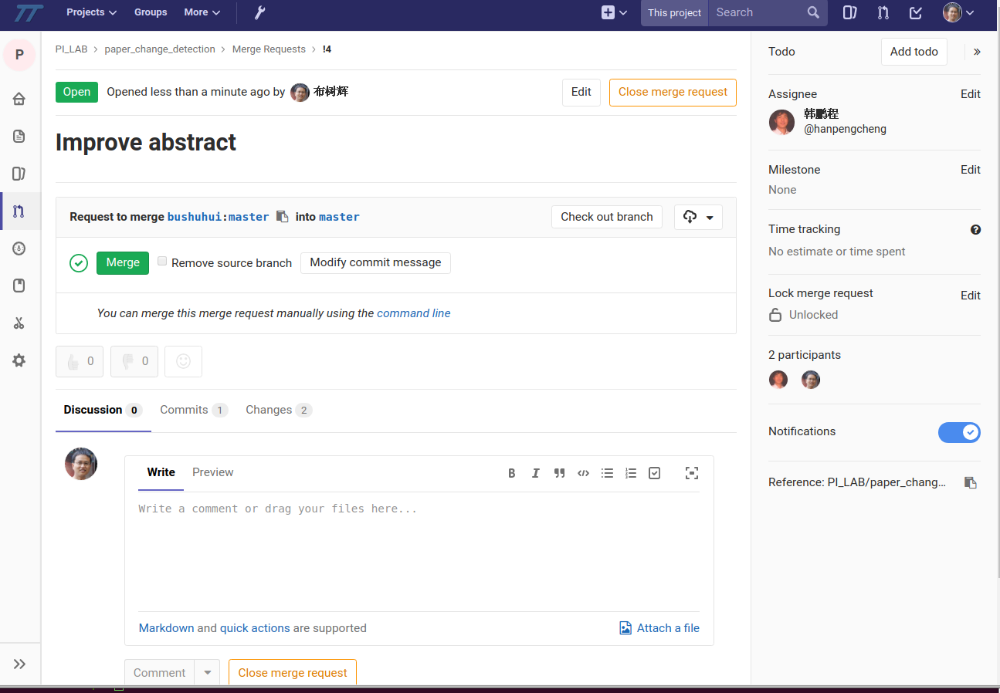 Projects Groups More This project Search
P
PI_LAB > paper_change_detection > Merge Requests > !4
Open Opened less than a minute ago by 布树辉 Edit Close merge request
Improve abstract
Request to merge bushuhui:master into master Check out branch
Merge Remove source branch Modify commit message
You can merge this merge request manually using the command line
0 0
Discussion 0 Commits 1 Changes 2
Write Preview
Write a comment or drag your files here...
Markdown and quick actions are supported Attach a file
Comment Close merge request
Todo Add todo
Assignee Edit
韩鹏程
@hanpengcheng
Milestone Edit
None
Time tracking
No estimate or time spent
Lock merge request Edit
Unlocked
2 participants
Notifications
Reference: PI_LAB/paper_chang...